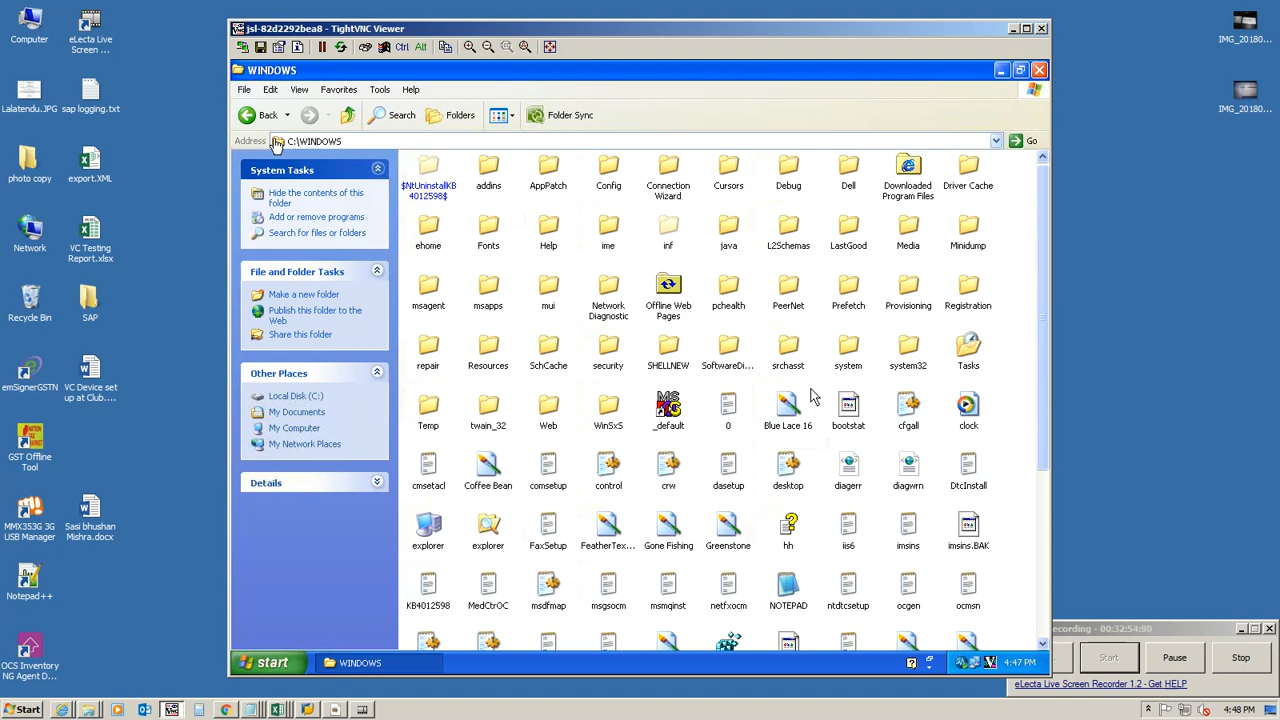 Computer
eLecta Live
Screen ...
Lalatendu.JPG
sap logging.txt
photo copy
export.XML
Network
VC Testing
Report.xlsx
Recycle Bin
SAP
emSignerGSTN
VC Device set
up at Club....
GST Offline
Tool
MMX353G 3G
USB Manager
Sasi bhushan
Mishra.docx
Notepad++
OCS Inventory
NG Agent D...
IMG_20180...
IMG_20180...
jsl-82d2292bea8 - TightVNC Viewer
Ctrl Alt
WINDOWS
File Edit View Favorites Tools Help
Back Search Folders Folder Sync
Address C:\WINDOWS Go
System Tasks
Hide the contents of this
folder
Add or remove programs
Search for files or folders
File and Folder Tasks
Make a new folder
Publish this folder to the
Web
Share this folder
Other Places
Local Disk (C:)
My Documents
My Computer
My Network Places
Details
$NtUninstallKB
4012598$
addins AppPatch Config Connection
Wizard
Cursors Debug Dell Downloaded
Program Files
Driver Cache
ehome Fonts Help ime inf java L2Schemas LastGood Media Minidump
msagent msapps mui Network
Diagnostic
Offline Web
Pages
pchealth PeerNet Prefetch Provisioning Registration
repair Resources SchCache security SHELLNEW SoftwareDi... srchasst system system32 Tasks
Temp twain_32 Web WinSxS _default 0 Blue Lace 16 bootstat cfgall clock
cmsetacl Coffee Bean comsetup control crw dasetup desktop diagerr diagwrn DtcInstall
explorer explorer FaxSetup FeatherTex... Gone Fishing Greenstone hh iis6 imsins imsins.BAK
KB4012598 MedCtrOC msdfmap msgsocm msmqinst netfxocm NOTEPAD ntdtcsetup ocgen ocmsn
start WINDOWS 4:47 PM
ecording - 00:32:54:80
Start Pause Stop
eLecta Live Screen Recorder 1.2 - Get HELP
Start 4:48 PM